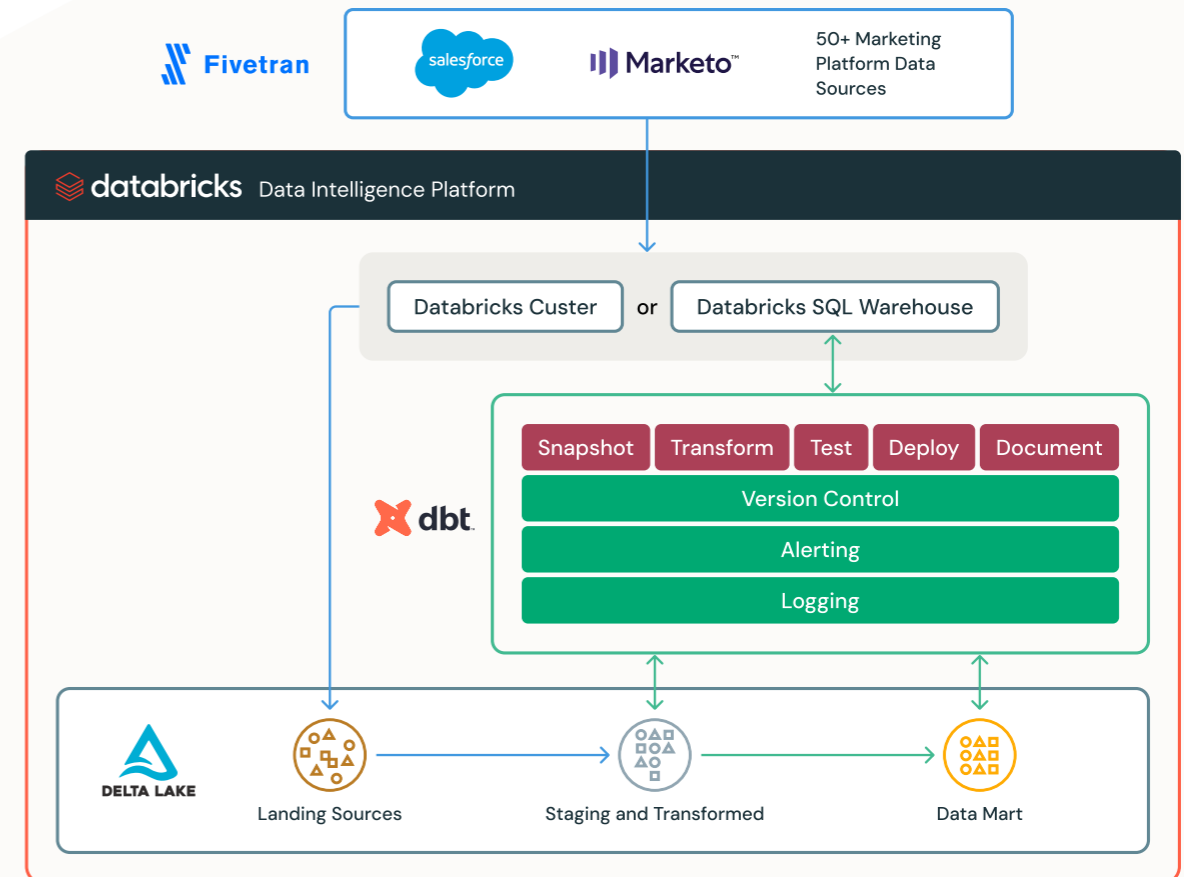 Fivetran
salesforce
Marketo™
50+ Marketing
Platform Data
Sources
databricks Data Intelligence Platform
Databricks Custer or Databricks SQL Warehouse
Snapshot Transform Test Deploy Document
Version Control
dbt
Alerting
Logging
DELTA LAKE
Landing Sources Staging and Transformed Data Mart